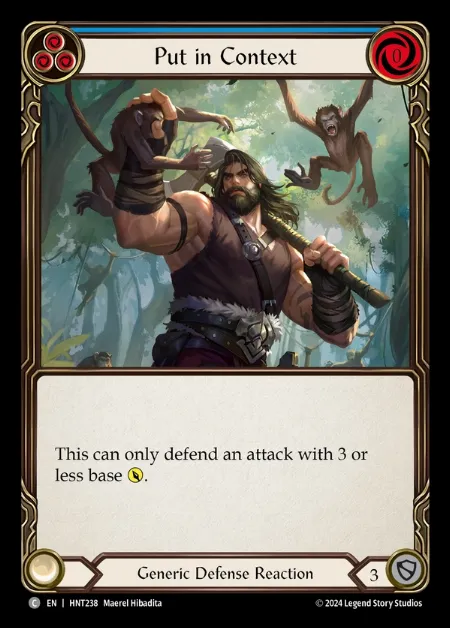 Put in Context
0
This can only defend an attack with 3 or
less base .
Generic Defense Reaction
3
C EN | HNT238 Maerel Hibadita
© 2024 Legend Story Studios